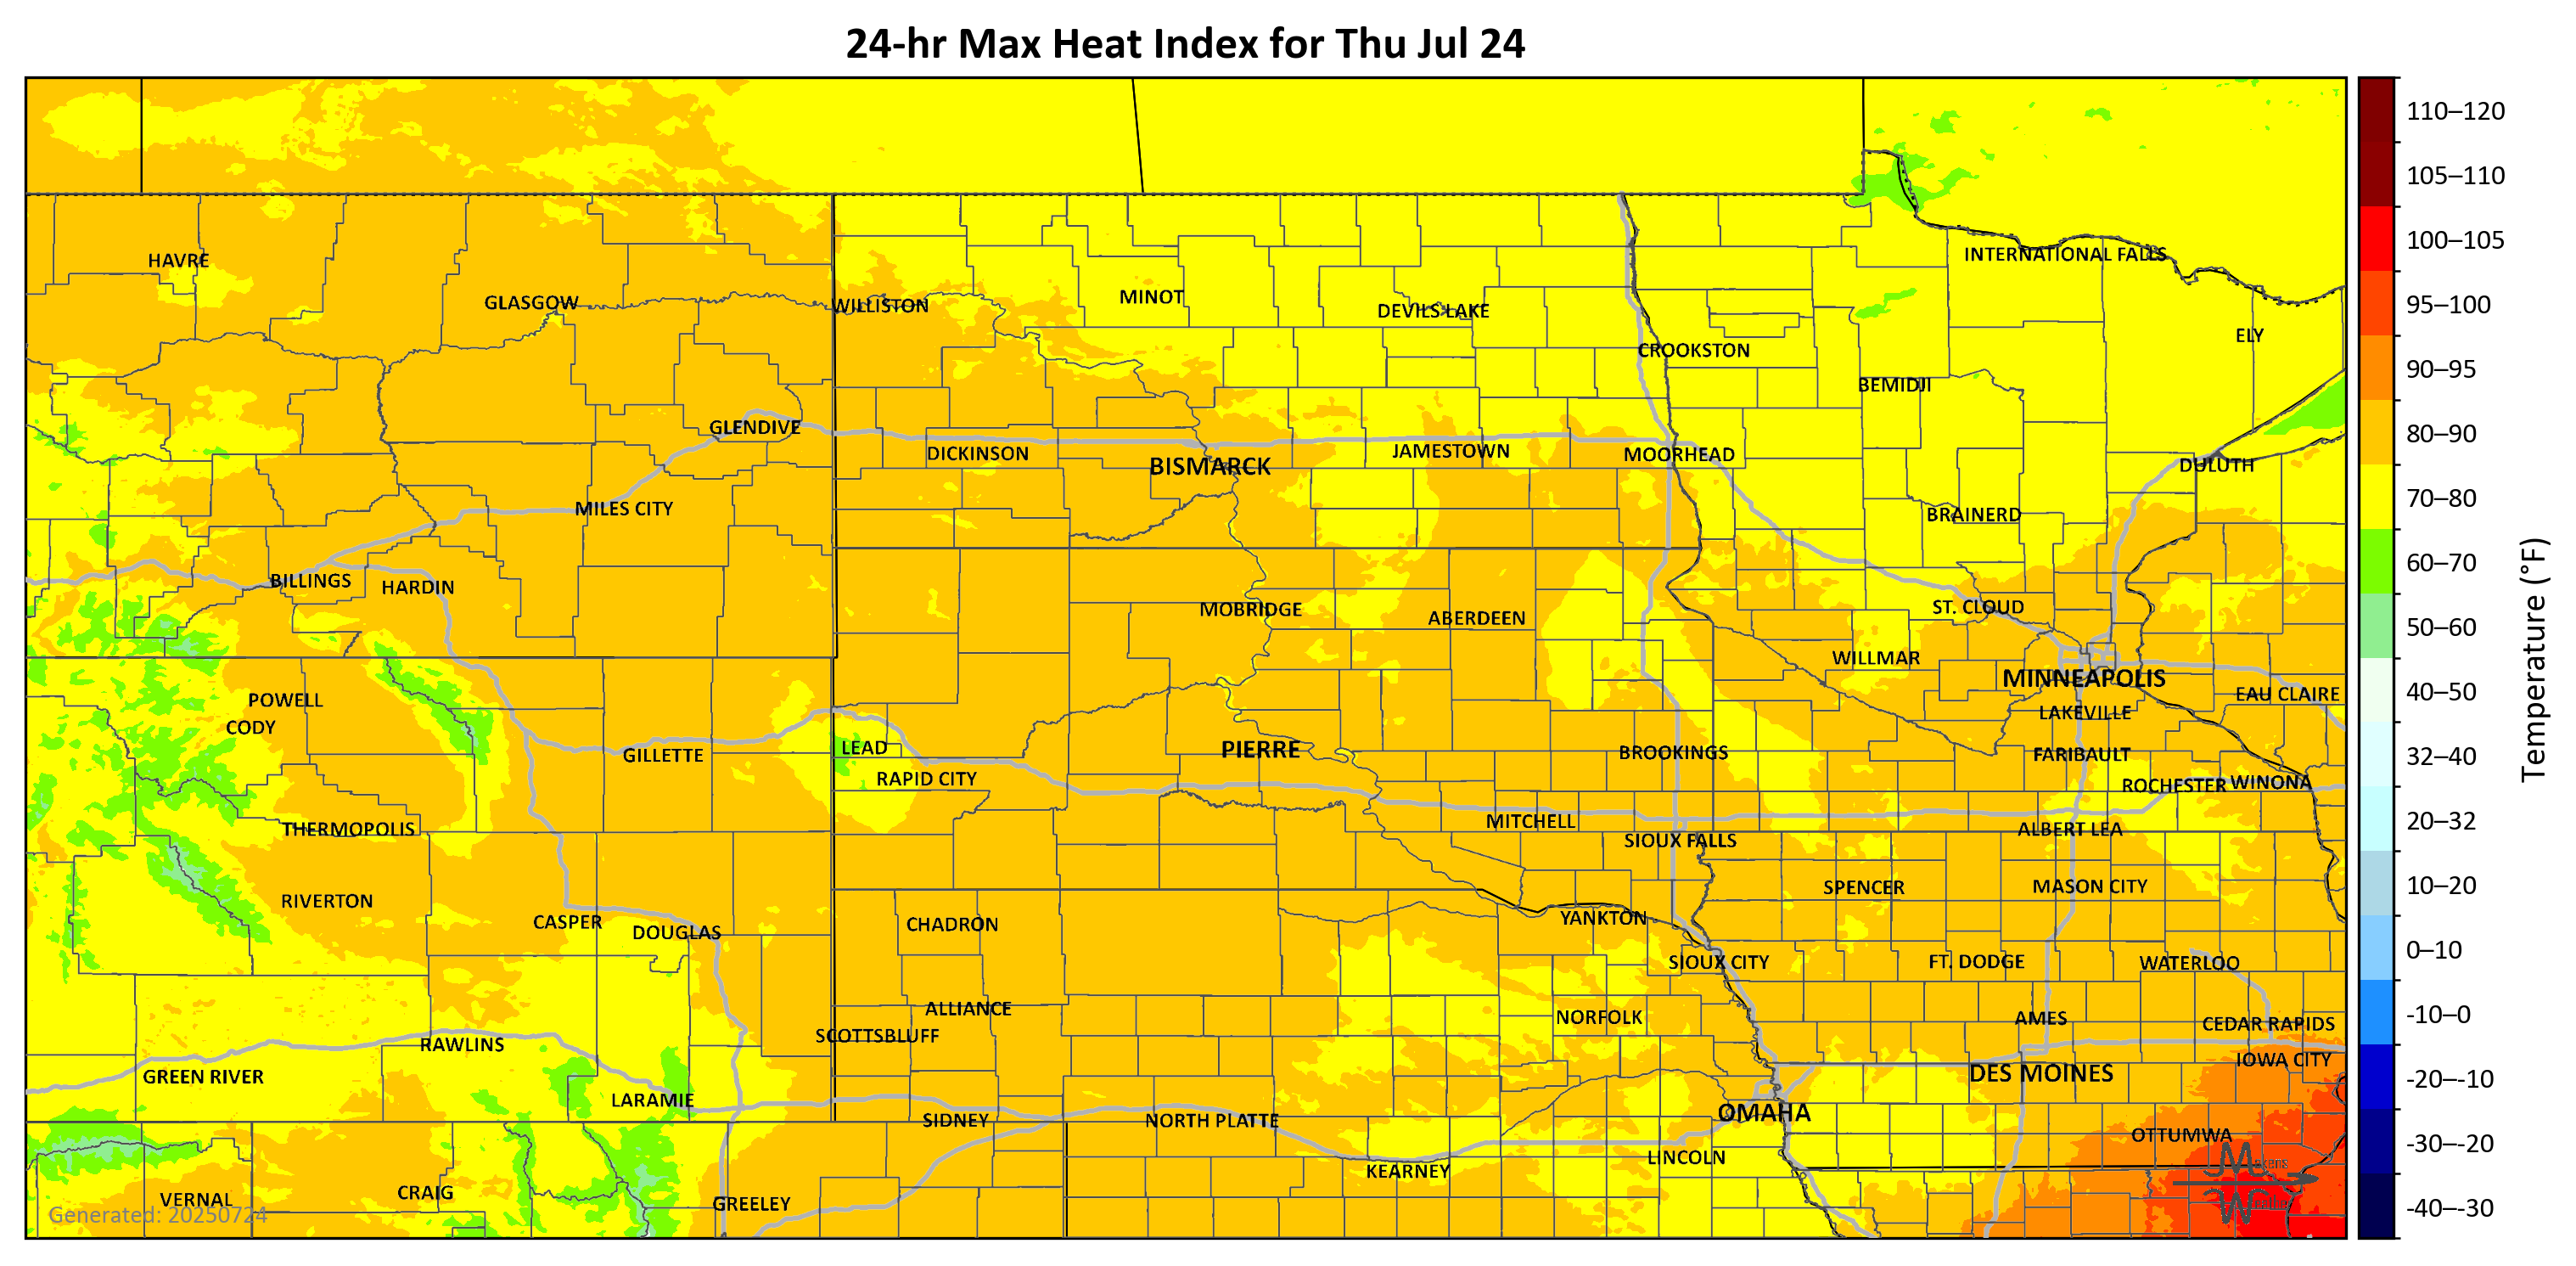 24-hr Max Heat Index for Thu Jul 24
110–120
105–110
100–105
95–100
90–95
80–90
70–80
60–70
50–60
40–50
32–40
20–32
10–20
0–10
-10–0
-20–-10
-30–-20
-40–-30
Temperature (°F)
HAVRE
INTERNATIONAL FALLS
GLASGOW
WILLISTON
MINOT
DEVILS LAKE
ELY
CROOKSTON
BEMIDJI
GLENDIVE
DICKINSON
BISMARCK
JAMESTOWN
MOORHEAD
DULUTH
MILES CITY
BRAINERD
BILLINGS
HARDIN
MOBRIDGE
ABERDEEN
ST. CLOUD
WILLMAR
MINNEAPOLIS
EAU CLAIRE
POWELL
CODY
LAKEVILLE
GILLETTE
LEAD
PIERRE
BROOKINGS
FARIBAULT
RAPID CITY
ROCHESTER
WINONA
THERMOPOLIS
MITCHELL
ALBERT LEA
SIOUX FALLS
RIVERTON
SPENCER
MASON CITY
CASPER
DOUGLAS
CHADRON
YANKTON
SIOUX CITY
FT. DODGE
WATERLOO
ALLIANCE
SCOTTSBLUFF
NORFOLK
AMES
CEDAR RAPIDS
RAWLINS
IOWA CITY
GREEN RIVER
DES MOINES
LARAMIE
SIDNEY
NORTH PLATTE
OMAHA
OTTUMWA
KEARNEY
LINCOLN
VERNAL
CRAIG
GREELEY
Makens
Weather
Generated: 20250724